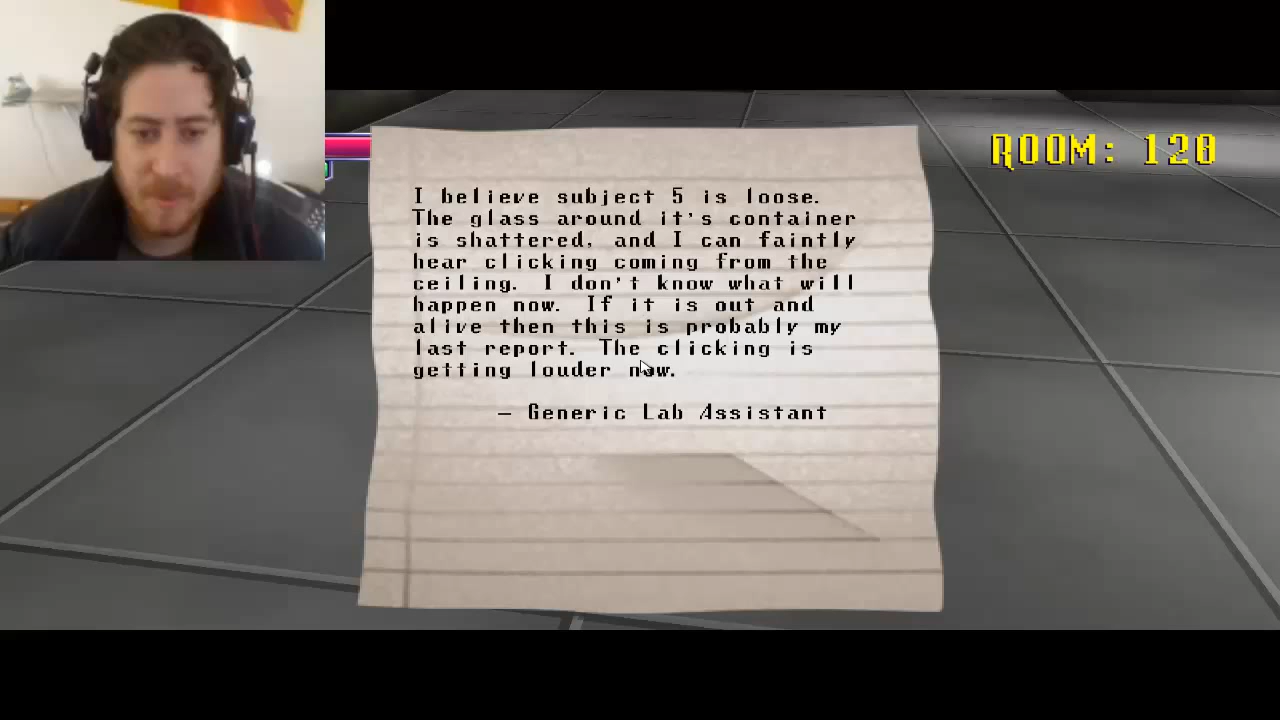 ROOM: 120
I believe subject 5 is loose.
The glass around it's container
is shattered, and I can faintly
hear clicking coming from the
ceiling. I don't know what will
happen now. If it is out and
alive then this is probably my
last report. The clicking is
getting louder now.
- Generic Lab Assistant